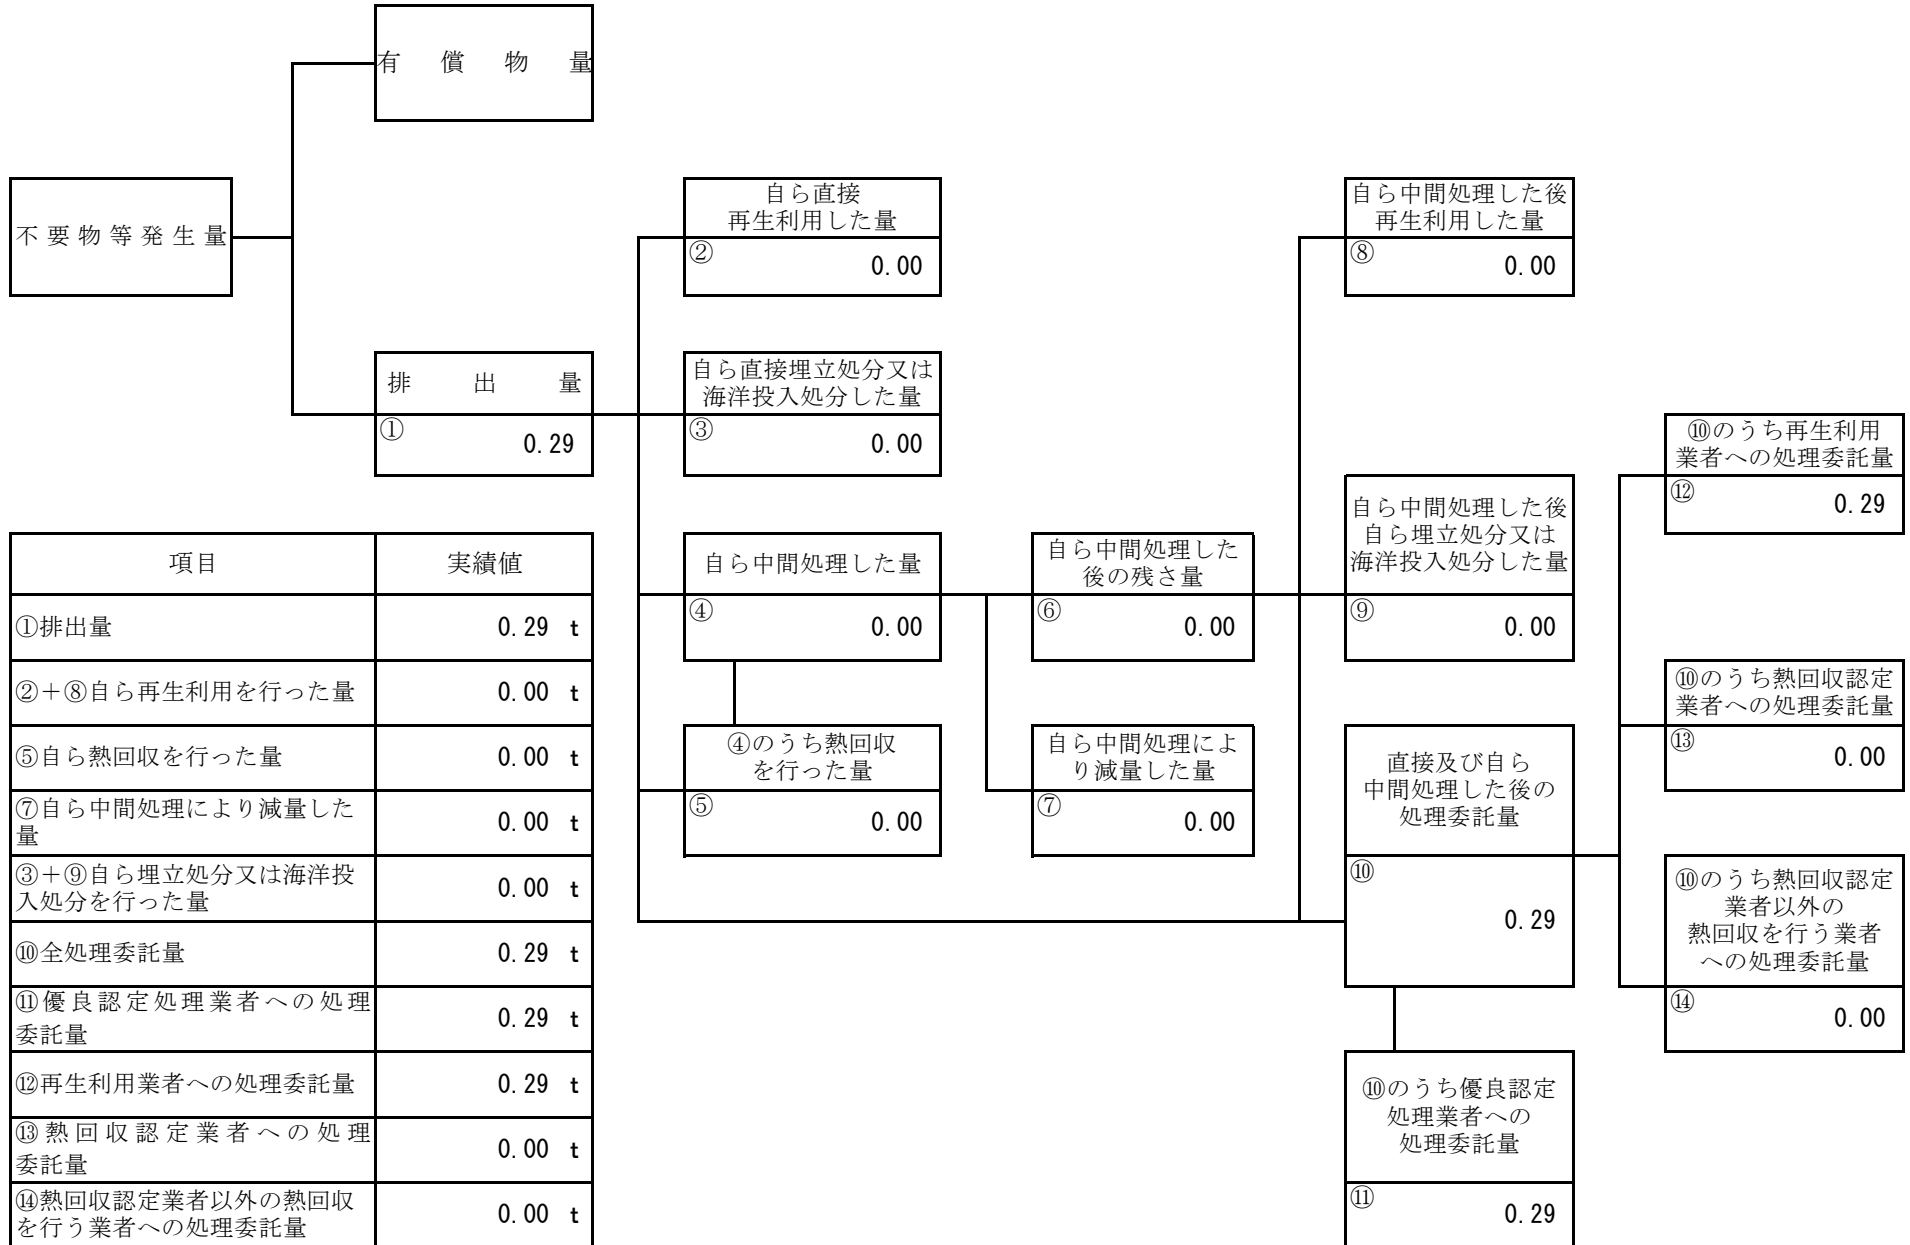 有償物量
不要物等発生量
自ら直接
再生利用した量
②
0.00
自ら中間処理した後
再生利用した量
⑧
0.00
排出量
①
0.29
自ら直接埋立処分又は
海洋投入処分した量
③
0.00
⑩のうち再生利用
業者への処理委託量
⑫
0.29
自ら中間処理した量
④
0.00
自ら中間処理した
後の残さ量
⑥
0.00
自ら中間処理した後
自ら埋立処分又は
海洋投入処分した量
⑨
0.00
⑩のうち熱回収認定
業者への処理委託量
⑬
0.00
④のうち熱回収
を行った量
⑤
0.00
自ら中間処理によ
り減量した量
⑦
0.00
直接及び自ら
中間処理した後の
処理委託量
⑩
0.29
⑩のうち熱回収認定
業者以外の
熱回収を行う業者
への処理委託量
⑭
0.00
⑩のうち優良認定
処理業者への
処理委託量
⑪
0.29
項目 実績値
①排出量 0.29 t
②+⑧自ら再生利用を行った量 0.00 t
⑤自ら熱回収を行った量 0.00 t
⑦自ら中間処理により減量した
量 0.00 t
③+⑨自ら埋立処分又は海洋投
入処分を行った量 0.00 t
⑩全処理委託量 0.29 t
⑪優良認定処理業者への処理
委託量 0.29 t
⑫再生利用業者への処理委託量 0.29 t
⑬熱回収認定業者への処理
委託量 0.00 t
⑭熱回収認定業者以外の熱回収
を行う業者への処理委託量 0.00 t